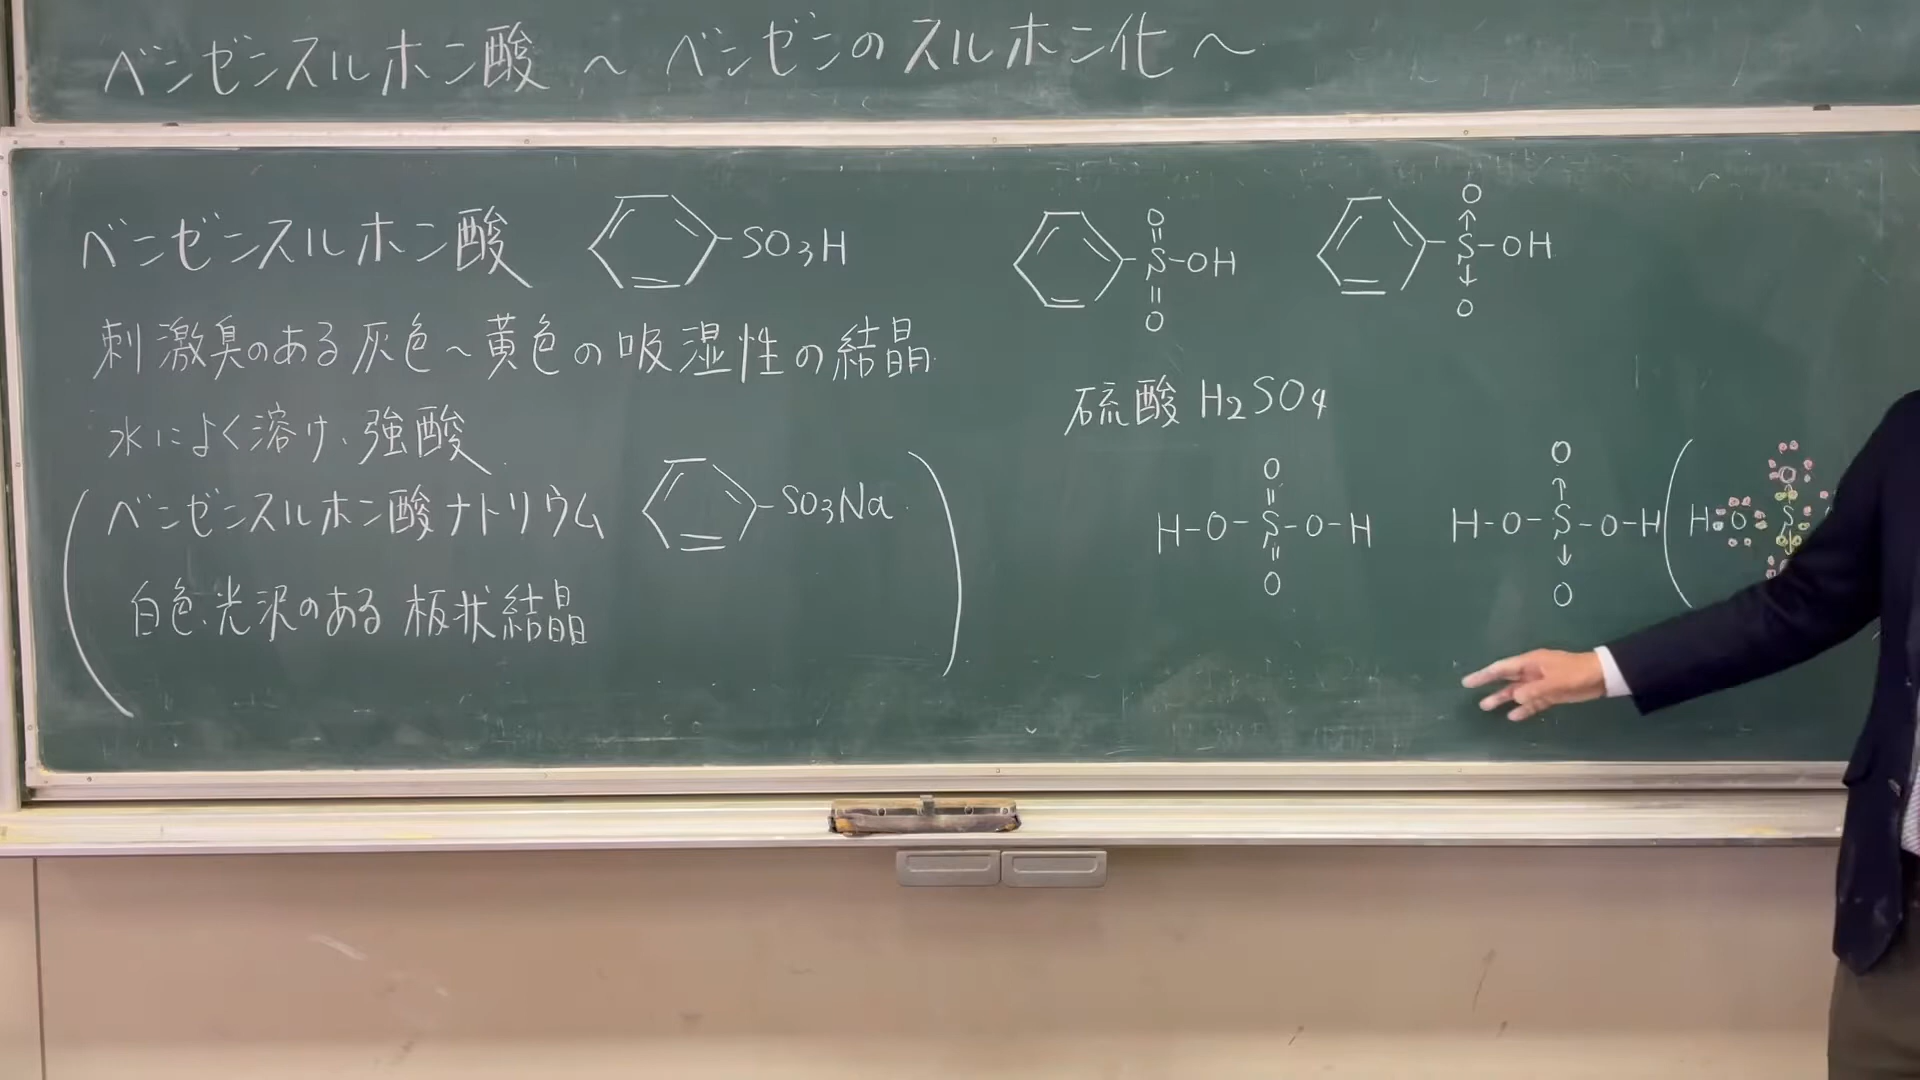 ベンゼンスルホン酸 ~ ベンゼンのスルホン化 ~
ベンゼンスルホン酸 SO₃H
刺激臭のある灰色~黄色の吸湿性の結晶.
水によく溶け、強酸.
(ベンゼンスルホン酸ナトリウム SO₃Na.
白色、光沢のある板状結晶)
O
S-OH
O
O
S-OH
O
硫酸 H₂SO₄
O
H-O-S-O-H
O
O
H-O-S-O-H
O
(H O S
O